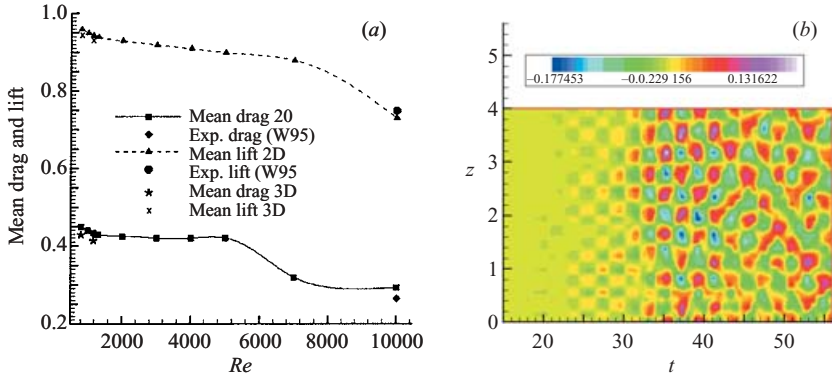 (a)
1.0
0.8
0.6
0.4
0.2
Mean drag and lift
Mean drag 20
Exp. drag (W95)
Mean lift 2D
Exp. lift (W95
Mean drag 3D
Mean lift 3D
2000
4000
6000
8000
10000
Re
(b)
5
4
3
2
1
0
z
−0.177453
−0.0.229 156
0.131622
20
30
40
50
t